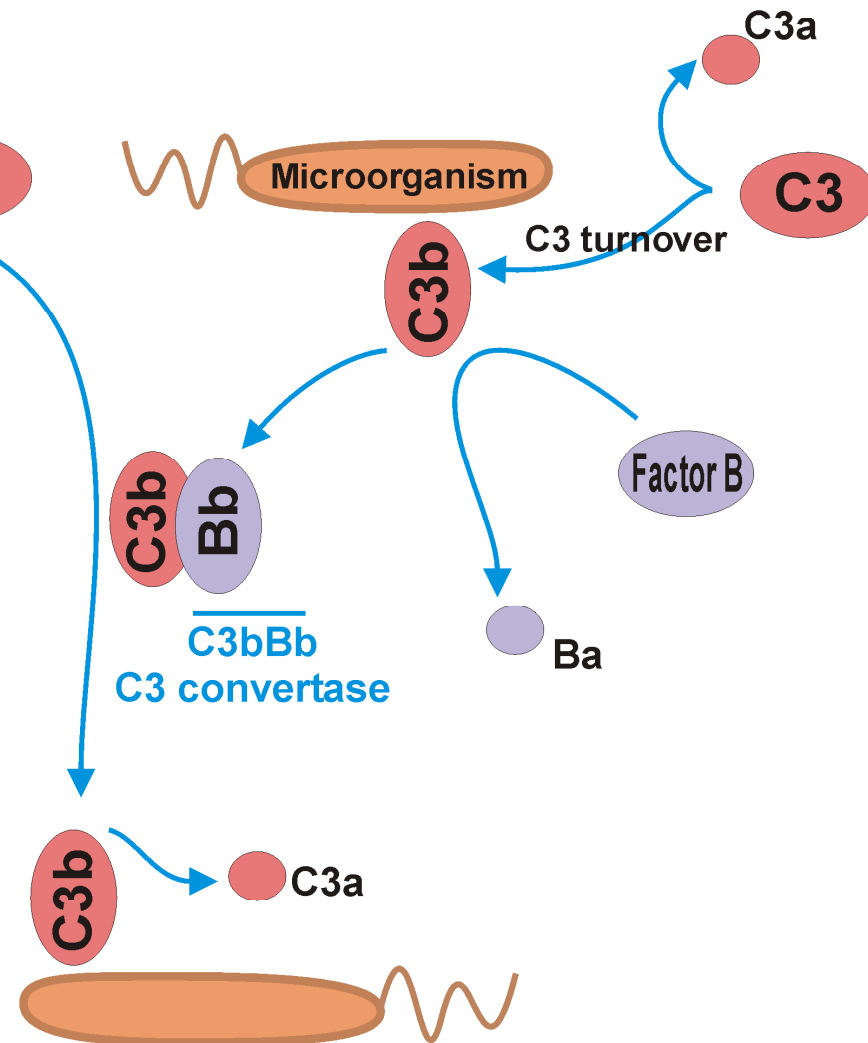 C3a
Microorganism
C3
C3 turnover
C3b
Factor B
C3b
Bb
C3bBb
C3 convertase
Ba
C3b
C3a